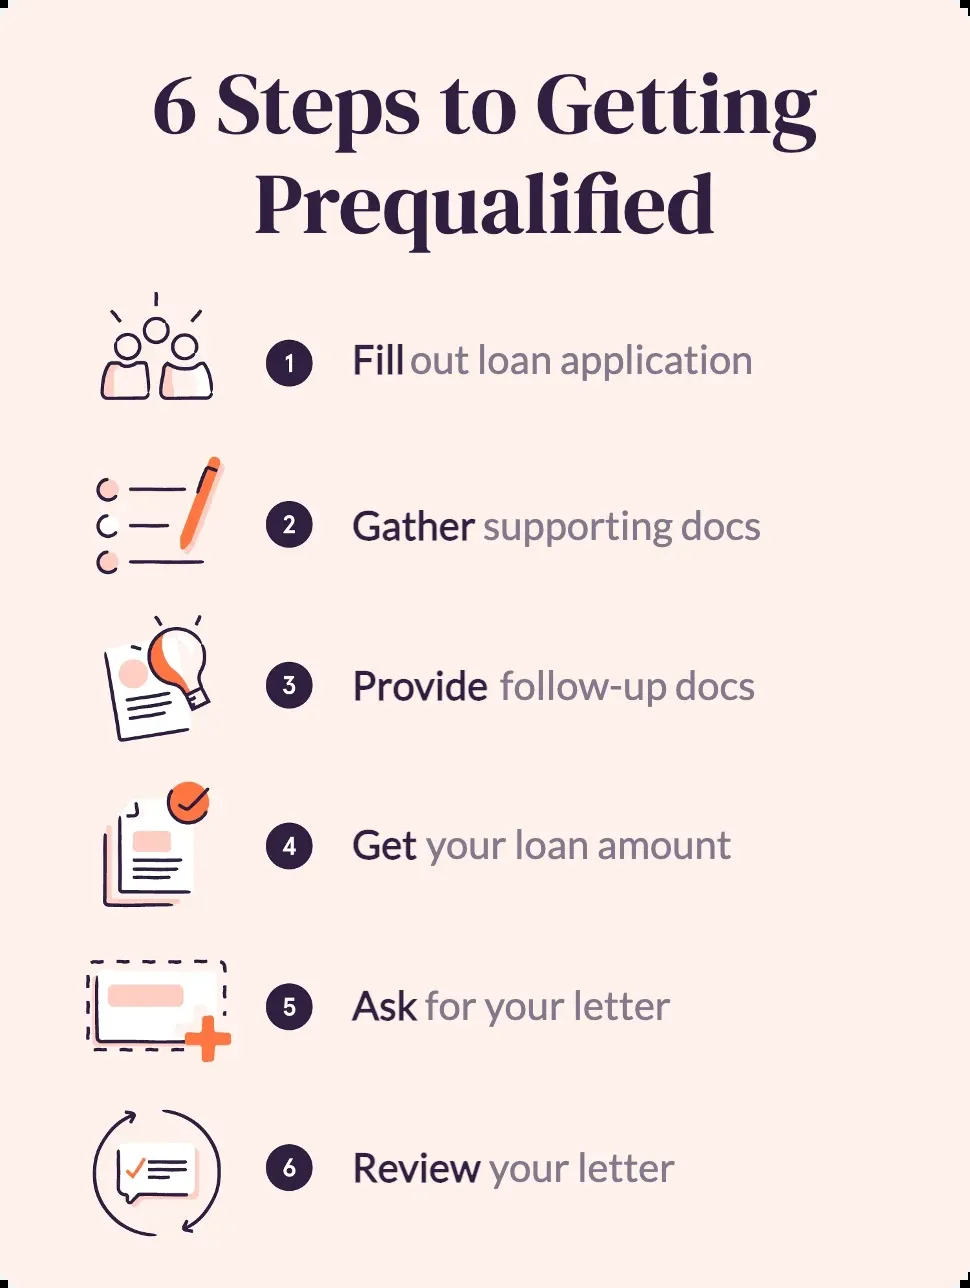 6 Steps to Getting
Prequalified
1 Fill out loan application
2 Gather supporting docs
3 Provide follow-up docs
4 Get your loan amount
5 Ask for your letter
6 Review your letter